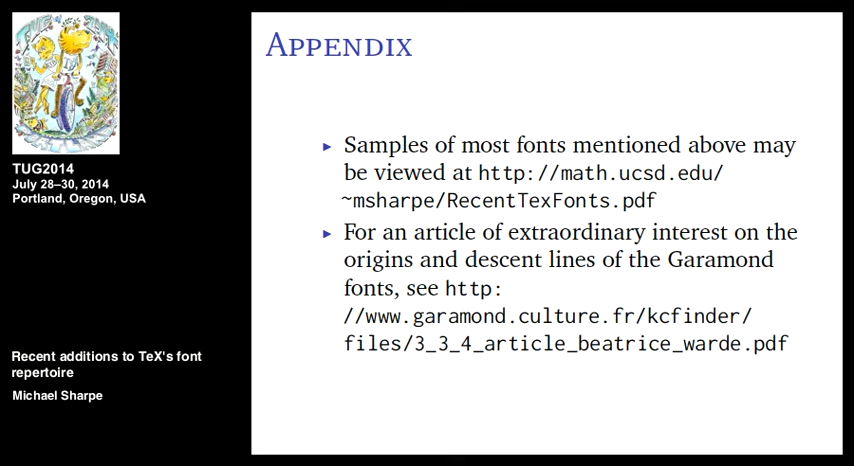 TUG2014
July 28–30, 2014
Portland, Oregon, USA
Recent additions to TeX's font
repertoire
Michael Sharpe
APPENDIX
▸ Samples of most fonts mentioned above may
be viewed at http://math.ucsd.edu/
~msharpe/RecentTexFonts.pdf
▸ For an article of extraordinary interest on the
origins and descent lines of the Garamond
fonts, see http:
//www.garamond.culture.fr/kcfinder/
files/3_3_4_article_beatrice_warde.pdf